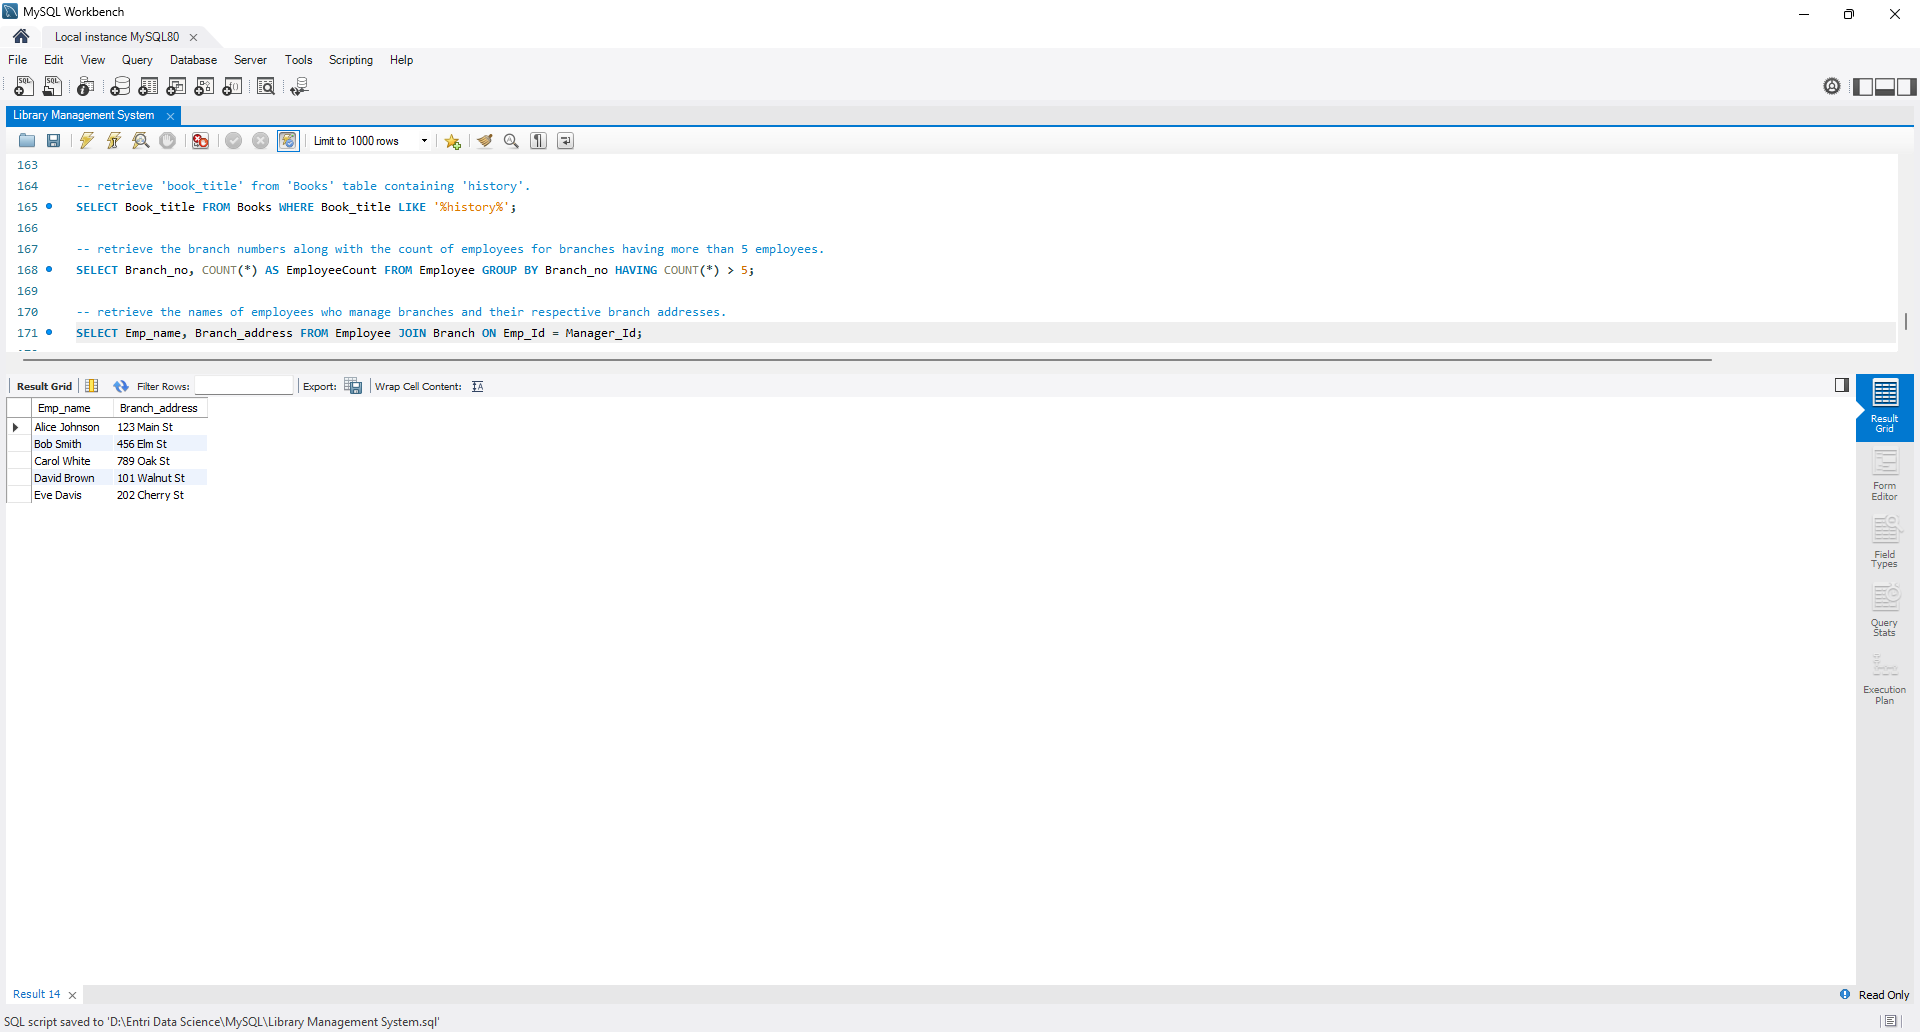 MySQL Workbench
Local instance MySQL80
File Edit View Query Database Server Tools Scripting Help
Library Management System
Limit to 1000 rows
163
164 -- retrieve 'book_title' from 'Books' table containing 'history'.
165 SELECT Book_title FROM Books WHERE Book_title LIKE '%history%';
166
167 -- retrieve the branch numbers along with the count of employees for branches having more than 5 employees.
168 SELECT Branch_no, COUNT(*) AS EmployeeCount FROM Employee GROUP BY Branch_no HAVING COUNT(*) > 5;
169
170 -- retrieve the names of employees who manage branches and their respective branch addresses.
171 SELECT Emp_name, Branch_address FROM Employee JOIN Branch ON Emp_Id = Manager_Id;
Result Grid Filter Rows: Export: Wrap Cell Content:
Emp_name Branch_address
Alice Johnson 123 Main St
Bob Smith 456 Elm St
Carol White 789 Oak St
David Brown 101 Walnut St
Eve Davis 202 Cherry St
Result
Grid
Form
Editor
Field
Types
Query
Stats
Execution
Plan
Result 14
Read Only
SQL script saved to 'D:\Entri Data Science\MySQL\Library Management System.sql'